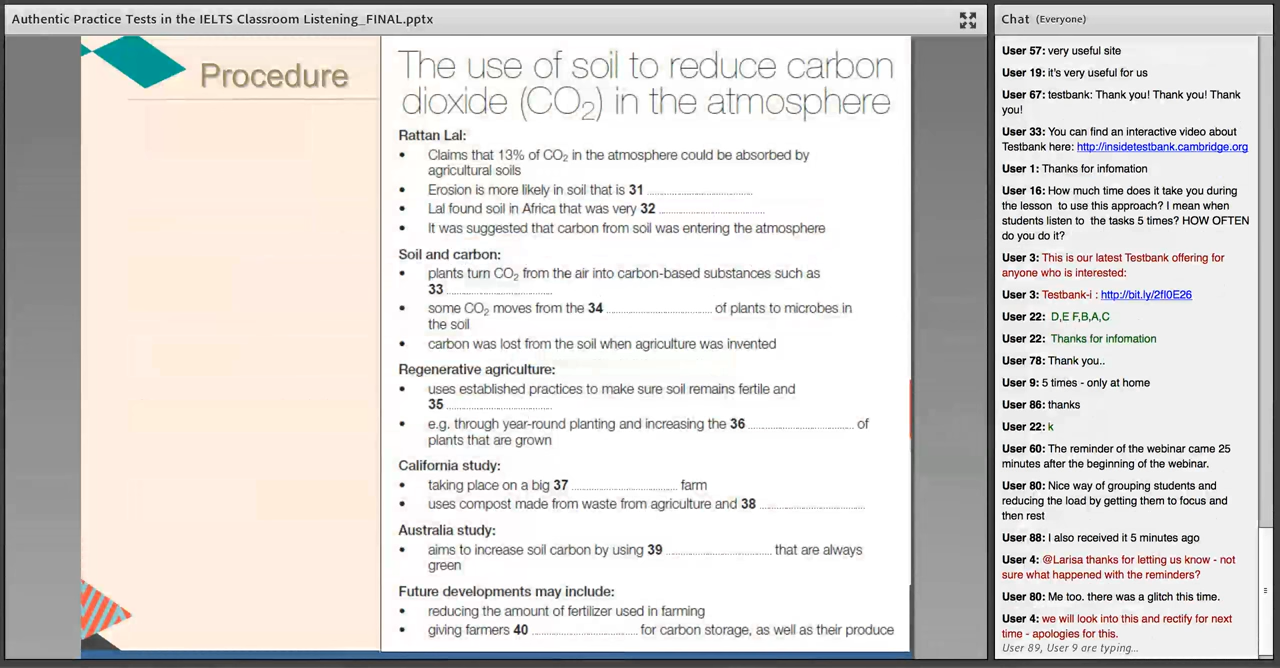 Authentic Practice Tests in the IELTS Classroom Listening_FINAL.pptx
Procedure
The use of soil to reduce carbon
dioxide (CO₂) in the atmosphere
Rattan Lal:
• Claims that 13% of CO₂ in the atmosphere could be absorbed by
agricultural soils
• Erosion is more likely in soil that is 31 ..............................
• Lal found soil in Africa that was very 32 ..............................
• It was suggested that carbon from soil was entering the atmosphere
Soil and carbon:
• plants turn CO₂ from the air into carbon-based substances such as
33 ..............................
• some CO₂ moves from the 34 .............................. of plants to microbes in
the soil
• carbon was lost from the soil when agriculture was invented
Regenerative agriculture:
• uses established practices to make sure soil remains fertile and
35 ..............................
• e.g. through year-round planting and increasing the 36 .............................. of
plants that are grown
California study:
• taking place on a big 37 .............................. farm
• uses compost made from waste from agriculture and 38 ..............................
Australia study:
• aims to increase soil carbon by using 39 .............................. that are always
green
Future developments may include:
• reducing the amount of fertilizer used in farming
• giving farmers 40 .............................. for carbon storage, as well as their produce
Chat (Everyone)
User 57: very useful site
User 19: it's very useful for us
User 67: testbank: Thank you! Thank you! Thank
you!
User 33: You can find an interactive video about
Testbank here: http://insidetestbank.cambridge.org
User 1: Thanks for infomation
User 16: How much time does it take you during
the lesson to use this approach? I mean when
students listen to the tasks 5 times? HOW OFTEN
do you do it?
User 3: This is our latest Testbank offering for
anyone who is interested:
User 3: Testbank-i : http://bit.ly/2fI0E26
User 22: D,E F,B,A,C
User 22: Thanks for infomation
User 78: Thank you..
User 9: 5 times - only at home
User 86: thanks
User 22: k
User 60: The reminder of the webinar came 25
minutes after the beginning of the webinar.
User 80: Nice way of grouping students and
reducing the load by getting them to focus and
then rest
User 88: I also received it 5 minutes ago
User 4: @Larisa thanks for letting us know - not
sure what happened with the reminders?
User 80: Me too. there was a glitch this time.
User 4: we will look into this and rectify for next
time - apologies for this.
User 89, User 9 are typing...